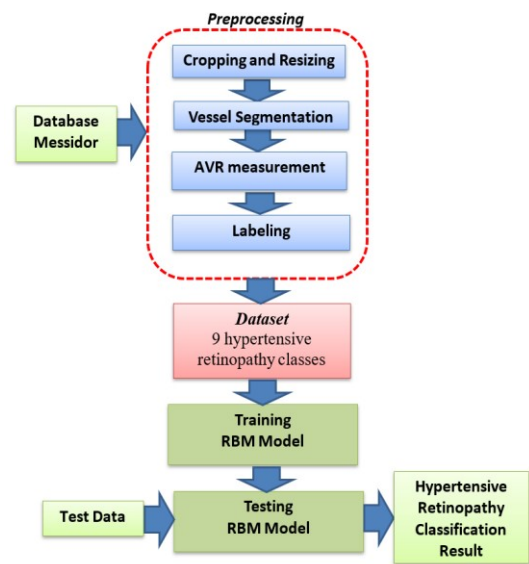 Preprocessing
Cropping and Resizing
Vessel Segmentation
Database
Messidor
AVR measurement
Labeling
Dataset
9 hypertensive
retinopathy classes
Training
RBM Model
Test Data
Testing
RBM Model
Hypertensive
Retinopathy
Classification
Result